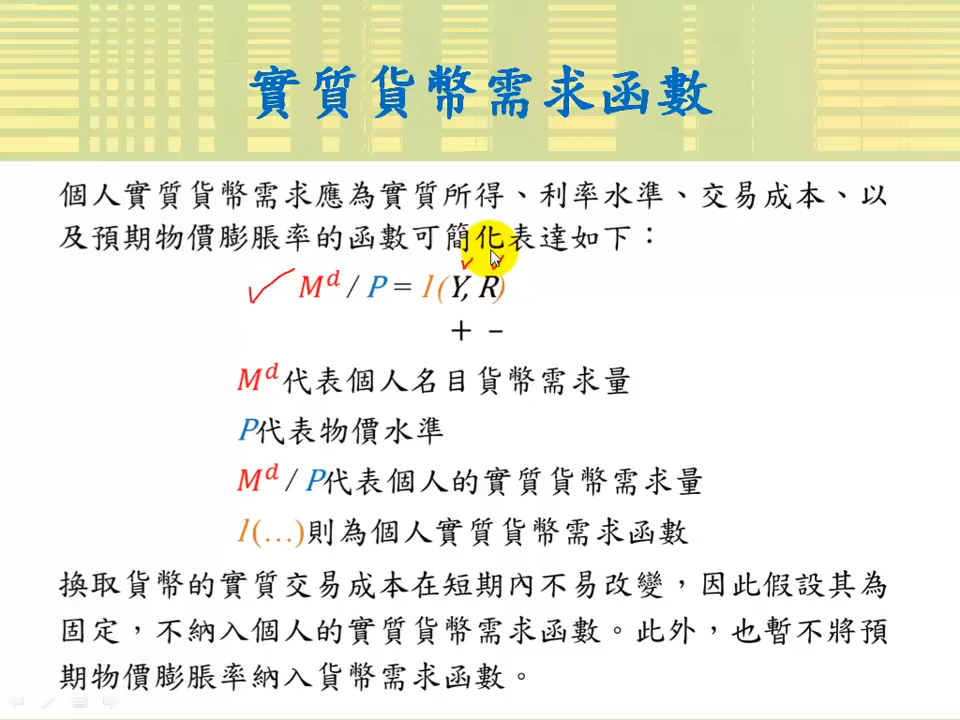 實質貨幣需求函數
個人實質貨幣需求應為實質所得、利率水準、交易成本、以
及預期物價膨脹率的函數可簡化表達如下：
M^d / P = l(Y, R)
+ −
M^d代表個人名目貨幣需求量
P代表物價水準
M^d / P代表個人的實質貨幣需求量
l(…)則為個人實質貨幣需求函數
換取貨幣的實質交易成本在短期內不易改變，因此假設其為
固定，不納入個人的實質貨幣需求函數。此外，也暫不將預
期物價膨脹率納入貨幣需求函數。